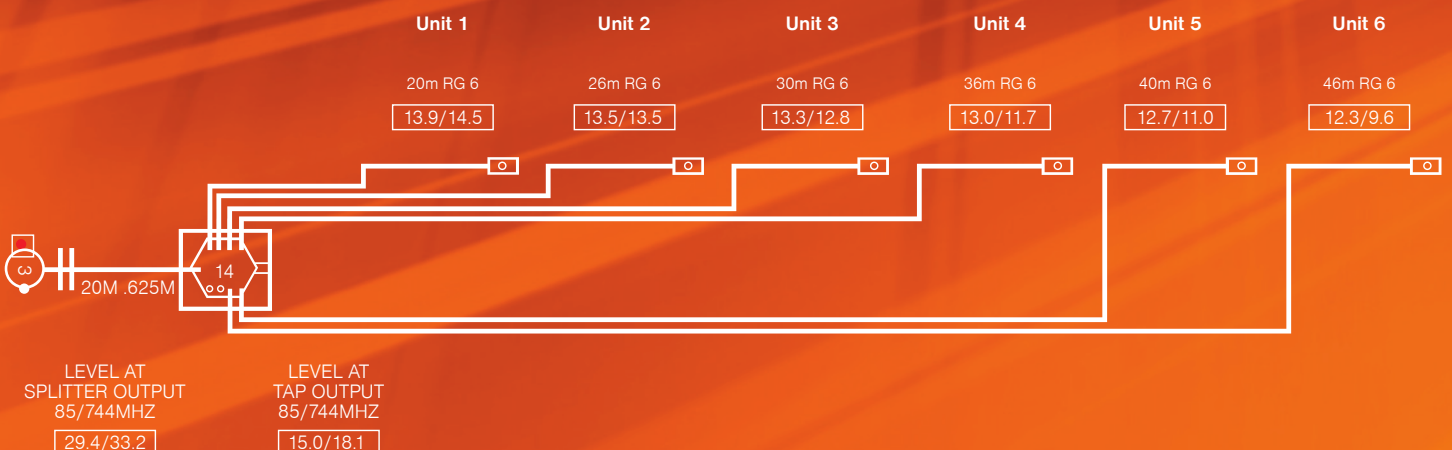 Unit 1 Unit 2 Unit 3 Unit 4 Unit 5 Unit 6
20m RG 6 26m RG 6 30m RG 6 36m RG 6 40m RG 6 46m RG 6
13.9/14.5 13.5/13.5 13.3/12.8 13.0/11.7 12.7/11.0 12.3/9.6
3
14
20M .625M
LEVEL AT
SPLITTER OUTPUT
85/744MHZ
29.4/33.2
LEVEL AT
TAP OUTPUT
85/744MHZ
15.0/18.1